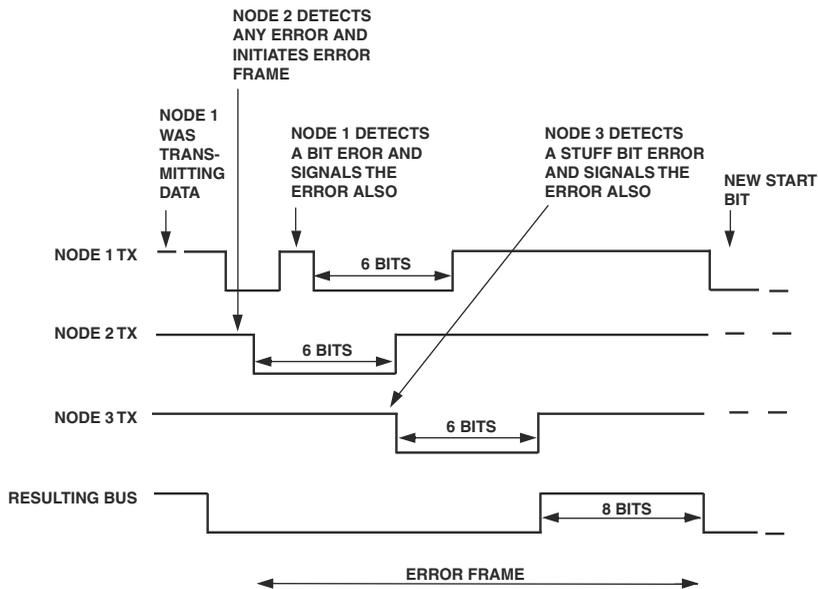 NODE 2 DETECTS
ANY ERROR AND
INITIATES ERROR
FRAME
NODE 1
WAS
TRANS-
MITTING
DATA
NODE 1 DETECTS
A BIT EROR AND
SIGNALS THE
ERROR ALSO
NODE 3 DETECTS
A STUFF BIT ERROR
AND SIGNALS THE
ERROR ALSO
NEW START
BIT
NODE 1 TX
6 BITS
NODE 2 TX
6 BITS
NODE 3 TX
6 BITS
RESULTING BUS
8 BITS
ERROR FRAME